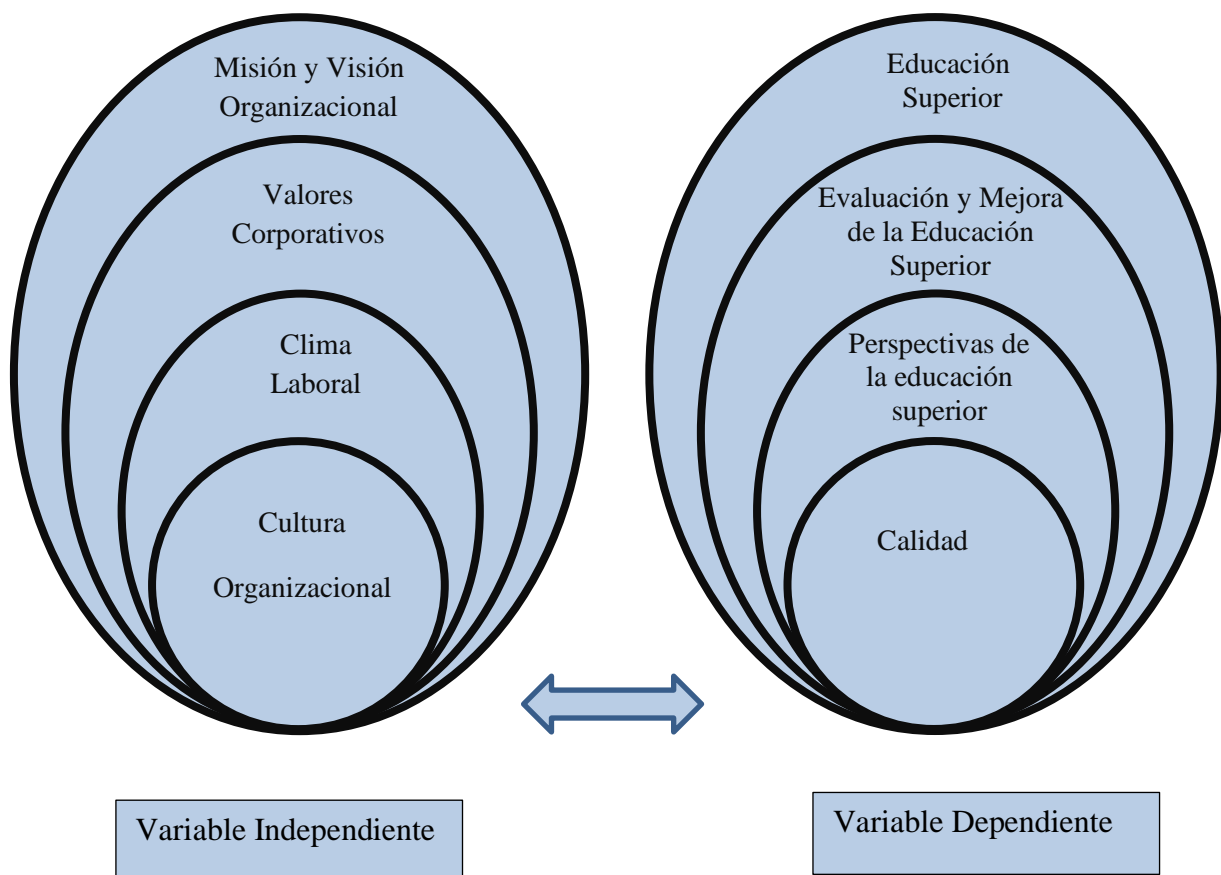 Misión y Visión
Organizacional
Valores
Corporativos
Clima
Laboral
Cultura
Organizacional
Variable Independiente
Educación
Superior
Evaluación y Mejora
de la Educación
Superior
Perspectivas de
la educación
superior
Calidad
Variable Dependiente